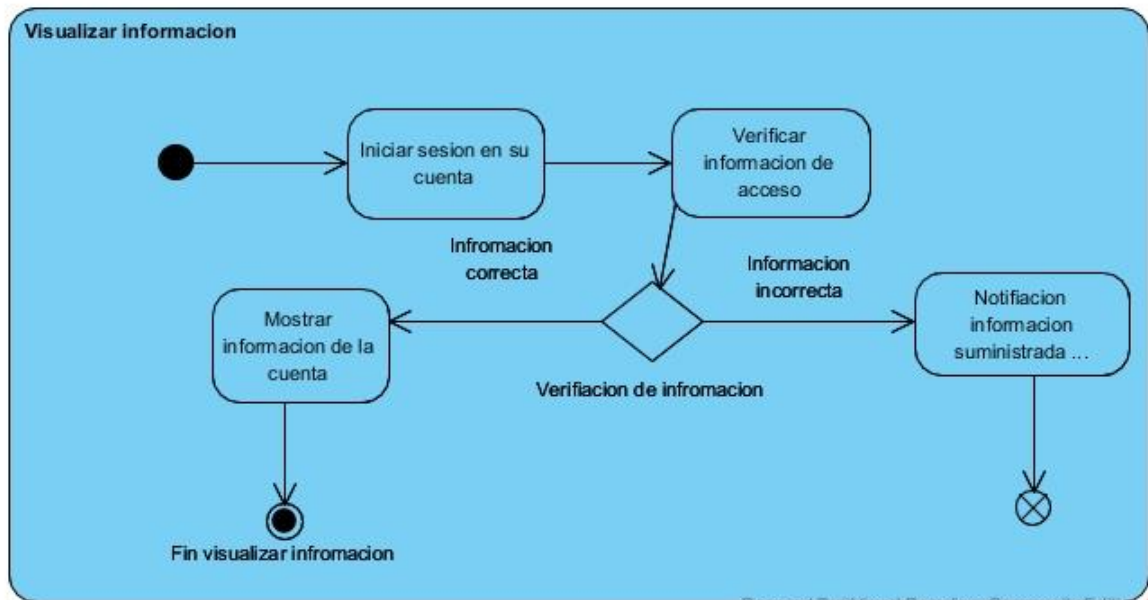 Visualizar informacion
Iniciar sesion en su
cuenta
Verificar
informacion de
acceso
Infromacion
correcta
Informacion
incorrecta
Mostrar
informacion de la
cuenta
Notifiacion
informacion
suministrada ...
Verifiacion de infromacion
Fin visualizar infromacion